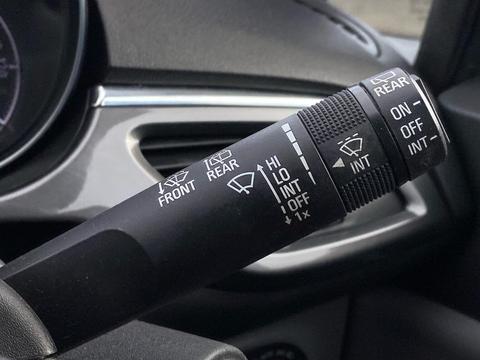 FRONT
REAR
HI
LO
INT
OFF
1x
INT
REAR
ON
OFF
INT